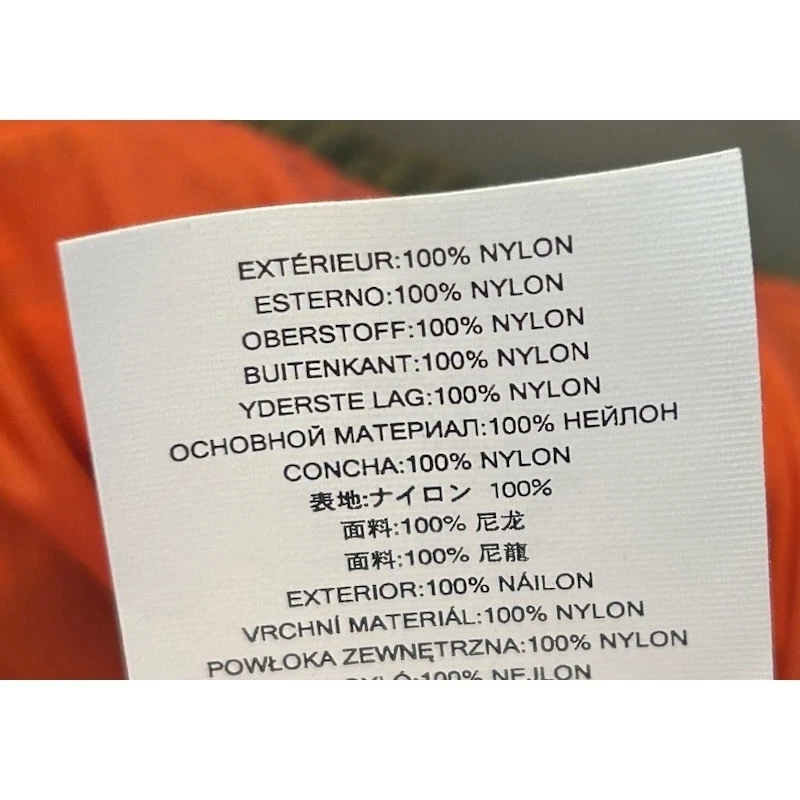 EXTÉRIEUR:100% NYLON
ESTERNO:100% NYLON
OBERSTOFF:100% NYLON
BUITENKANT:100% NYLON
YDERSTE LAG:100% NYLON
ОСНОВНОЙ МАТЕРИАЛ:100% НЕЙЛОН
CONCHA:100% NYLON
表地:ナイロン 100%
面料:100% 尼龙
面料:100% 尼龍
EXTERIOR:100% NÁILON
VRCHNÍ MATERIÁL:100% NYLON
POWŁOKA ZEWNĘTRZNA:100% NYLON
100% NEJLON